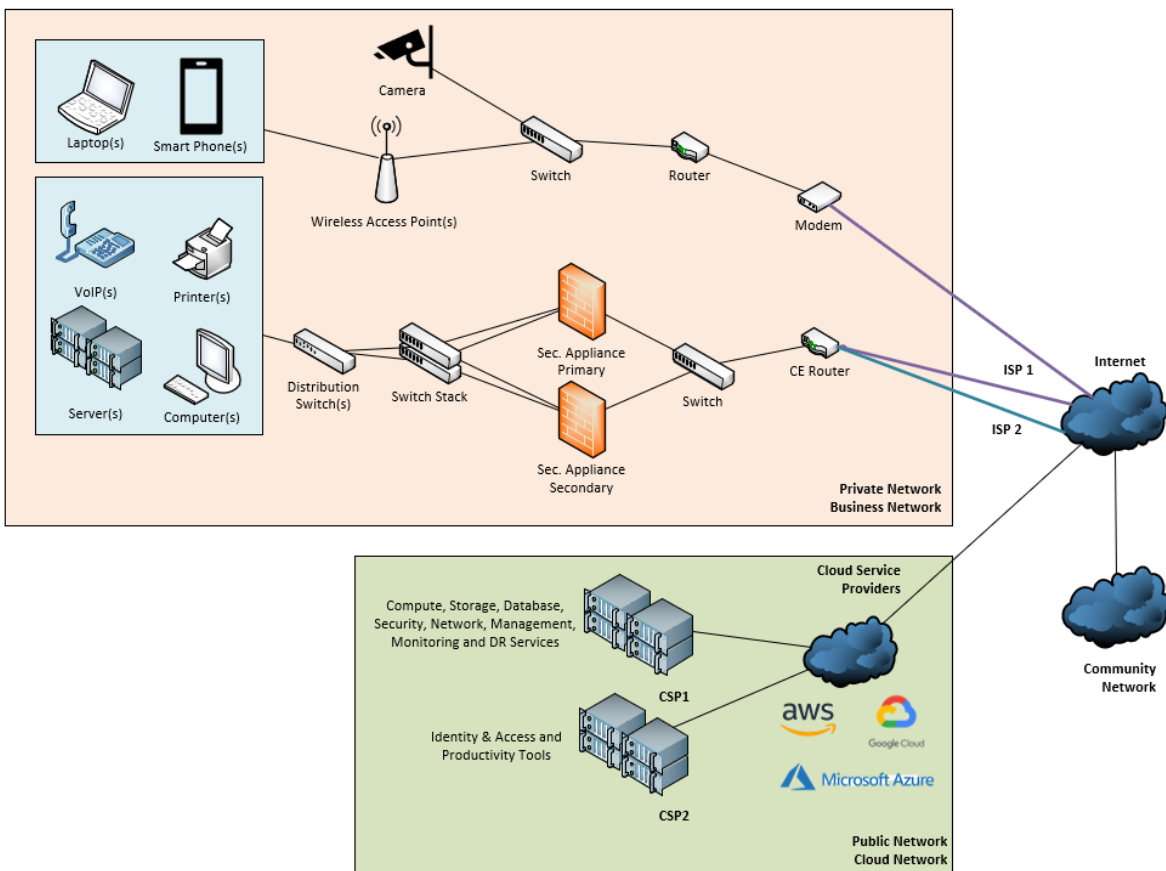 Camera
Laptop(s)
Smart Phone(s)
Switch
Router
Wireless Access Point(s)
Modem
VoIP(s)
Printer(s)
Server(s)
Computer(s)
Distribution
Switch(s)
Switch Stack
Sec. Appliance
Primary
Sec. Appliance
Secondary
Switch
CE Router
ISP 1
ISP 2
Internet
Private Network
Business Network
Cloud Service
Providers
Compute, Storage, Database,
Security, Network, Management,
Monitoring and DR Services
CSP1
Identity & Access and
Productivity Tools
CSP2
aws
Google Cloud
Microsoft Azure
Community
Network
Public Network
Cloud Network